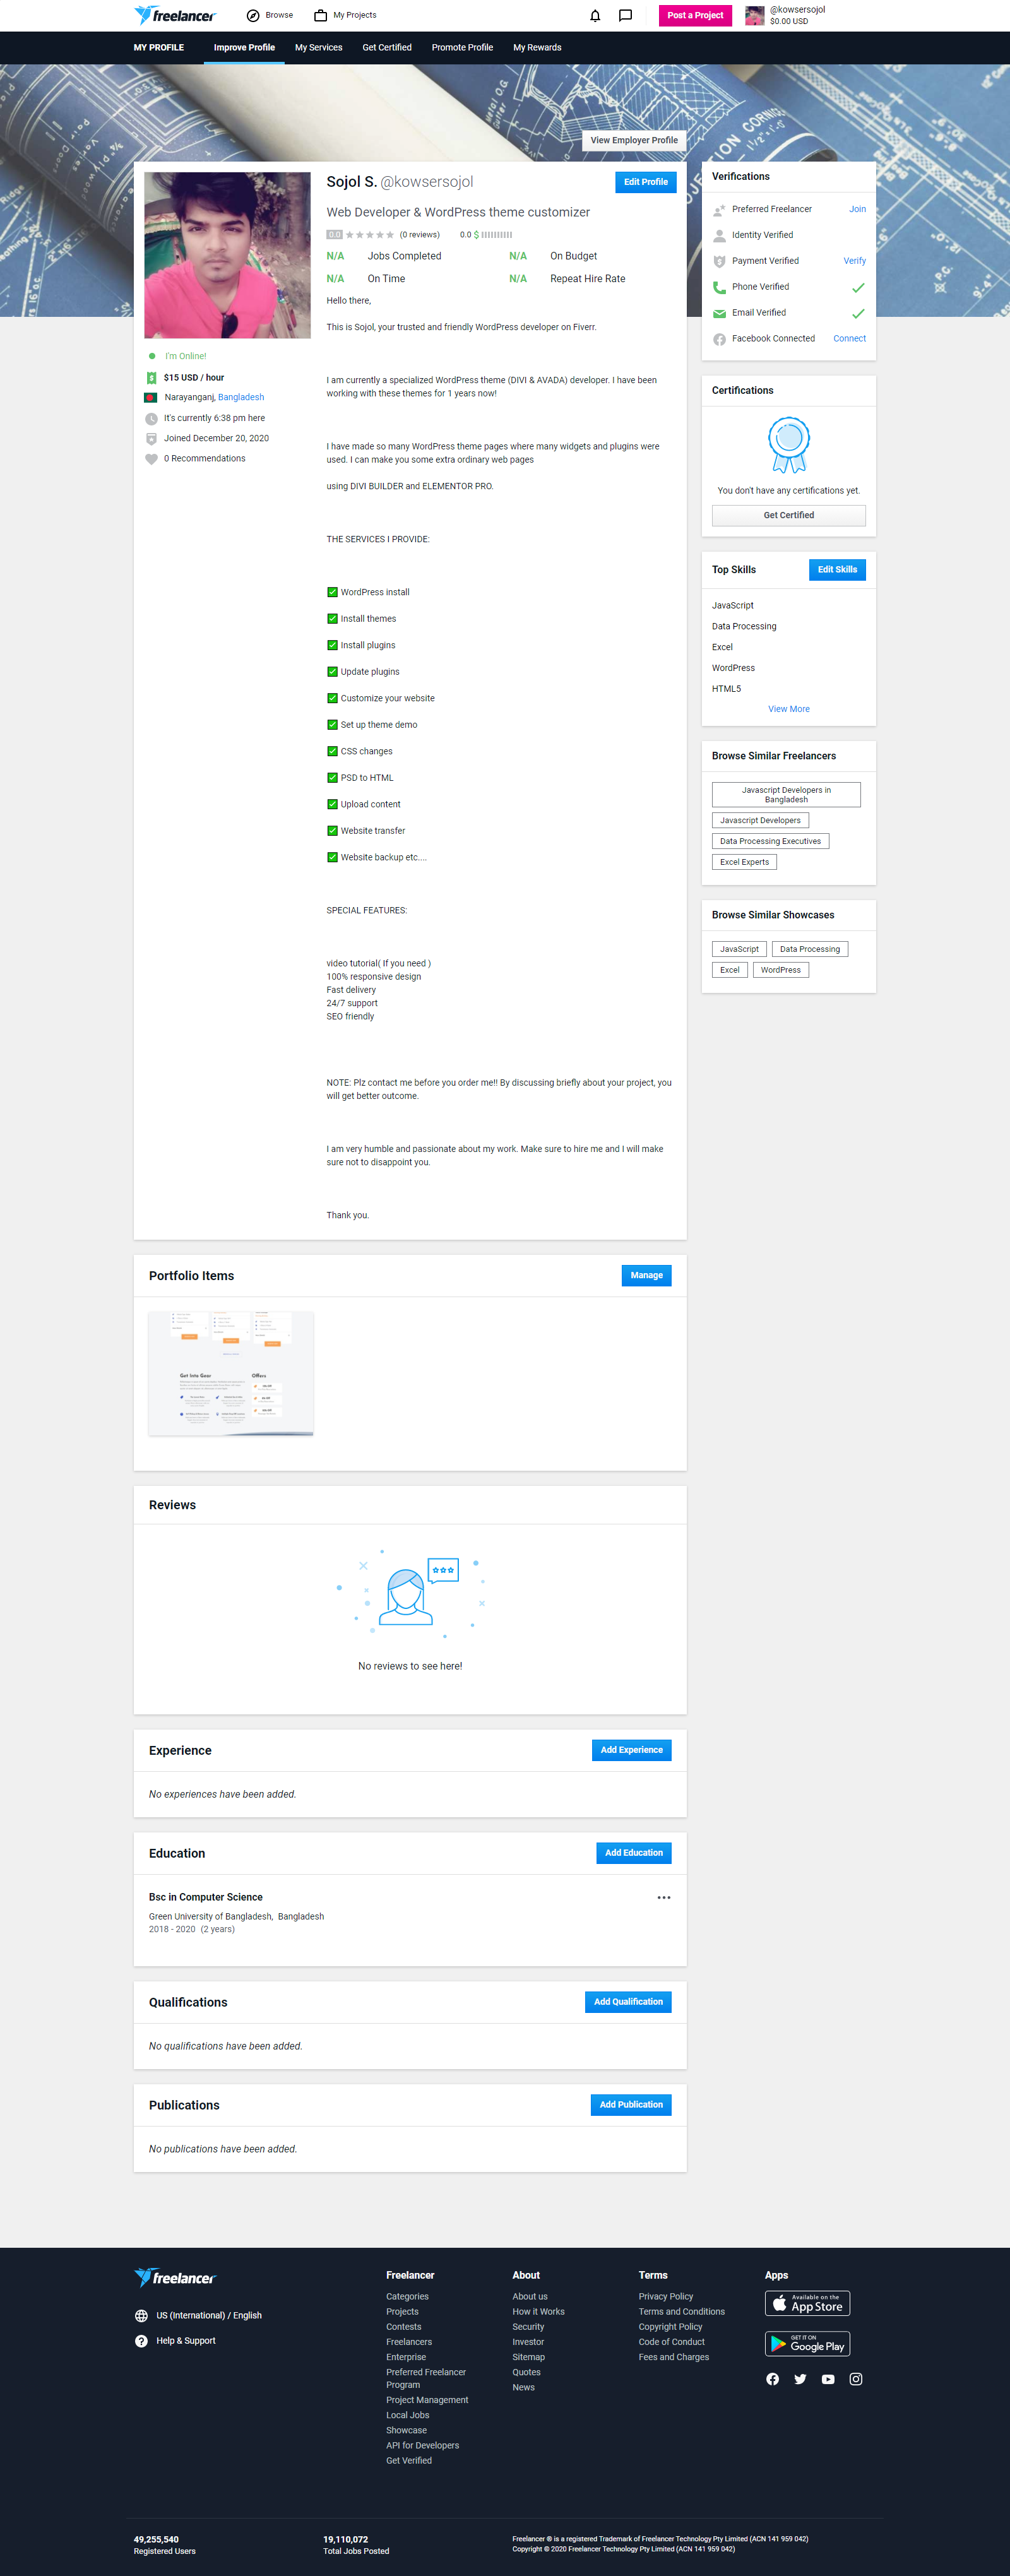 freelancer
Browse
My Projects
Post a Project
@kowsersojol
$0.00 USD
MY PROFILE
Improve Profile
My Services
Get Certified
Promote Profile
My Rewards
View Employer Profile
Sojol S. @kowsersojol
Edit Profile
Web Developer & WordPress theme customizer
0.0 (0 reviews) 0.0 $
N/A Jobs Completed
N/A On Budget
N/A On Time
N/A Repeat Hire Rate
I'm Online!
$15 USD / hour
Narayanganj, Bangladesh
It's currently 6:38 pm here
Joined December 20, 2020
0 Recommendations
Hello there,
This is Sojol, your trusted and friendly WordPress developer on Fiverr.
I am currently a specialized WordPress theme (DIVI & AVADA) developer. I have been
working with these themes for 1 years now!
I have made so many WordPress theme pages where many widgets and plugins were
used. I can make you some extra ordinary web pages
using DIVI BUILDER and ELEMENTOR PRO.
THE SERVICES I PROVIDE:
✅ WordPress install
✅ Install themes
✅ Install plugins
✅ Update plugins
✅ Customize your website
✅ Set up theme demo
✅ CSS changes
✅ PSD to HTML
✅ Upload content
✅ Website transfer
✅ Website backup etc....
SPECIAL FEATURES:
video tutorial( If you need )
100% responsive design
Fast delivery
24/7 support
SEO friendly
NOTE: Plz contact me before you order me!! By discussing briefly about your project, you
will get better outcome.
I am very humble and passionate about my work. Make sure to hire me and I will make
sure not to disappoint you.
Thank you.
Verifications
Preferred Freelancer Join
Identity Verified
Payment Verified Verify
Phone Verified
Email Verified
Facebook Connected Connect
Certifications
You don't have any certifications yet.
Get Certified
Top Skills
Edit Skills
JavaScript
Data Processing
Excel
WordPress
HTML5
View More
Browse Similar Freelancers
Javascript Developers in
Bangladesh
Javascript Developers
Data Processing Executives
Excel Experts
Browse Similar Showcases
JavaScript
Data Processing
Excel
WordPress
Portfolio Items
Manage
Get Into Gear
Offers
Reviews
No reviews to see here!
Experience
Add Experience
No experiences have been added.
Education
Add Education
Bsc in Computer Science
Green University of Bangladesh, Bangladesh
2018 - 2020 (2 years)
Qualifications
Add Qualification
No qualifications have been added.
Publications
Add Publication
No publications have been added.
freelancer
US (International) / English
Help & Support
Freelancer
Categories
Projects
Contests
Freelancers
Enterprise
Preferred Freelancer
Program
Project Management
Local Jobs
Showcase
API for Developers
Get Verified
About
About us
How it Works
Security
Investor
Sitemap
Quotes
News
Terms
Privacy Policy
Terms and Conditions
Copyright Policy
Code of Conduct
Fees and Charges
Apps
Available on the
App Store
GET IT ON
Google Play
49,255,540
Registered Users
19,110,072
Total Jobs Posted
Freelancer ® is a registered Trademark of Freelancer Technology Pty Limited (ACN 141 959 042)
Copyright © 2020 Freelancer Technology Pty Limited (ACN 141 959 042)